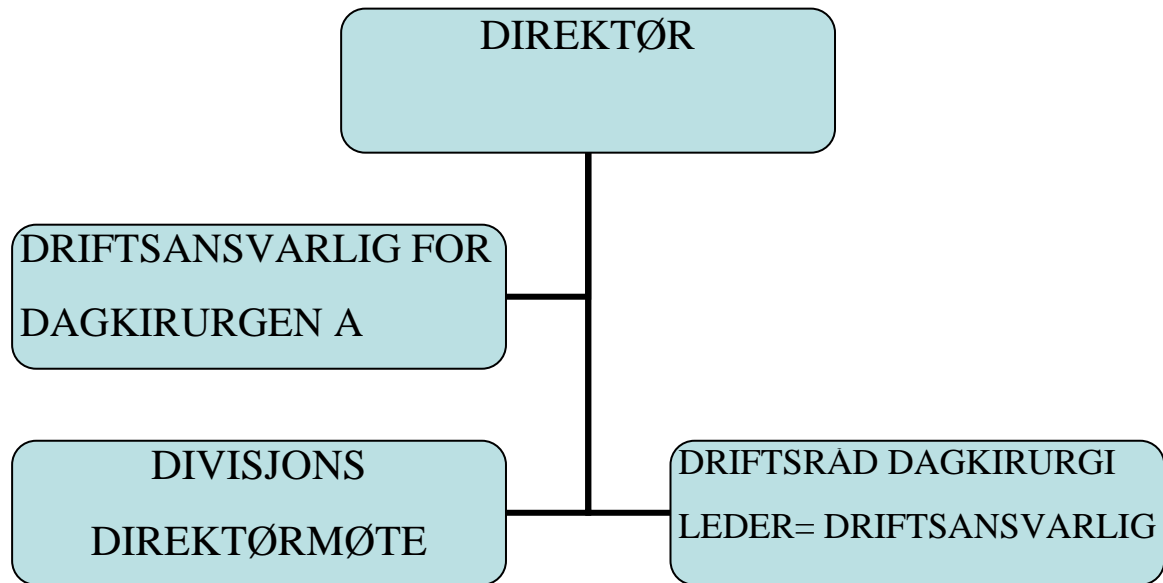 DIREKTØR
DRIFTSANSVARLIG FOR
DAGKIRURGEN A
DIVISJONS
DIREKTØRMØTE
DRIFTSRÅD DAGKIRURGI
LEDER= DRIFTSANSVARLIG